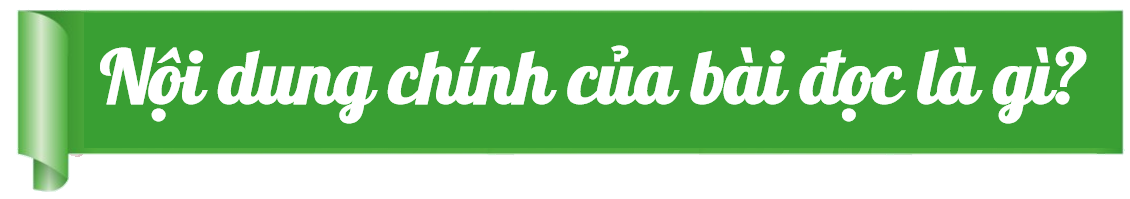 Nội dung chính của bài đọc là gì?